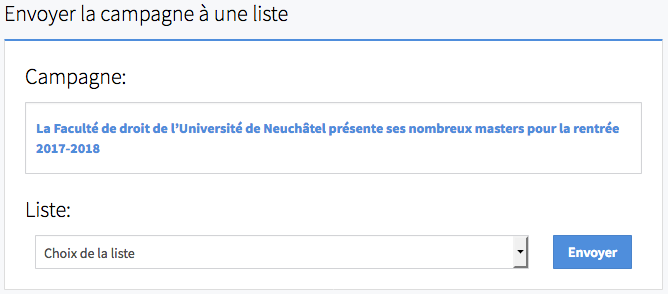 Envoyer la campagne à une liste
Campagne:
La Faculté de droit de l'Université de Neuchâtel présente ses nombreux masters pour la rentrée
2017-2018
Liste:
Choix de la liste
Envoyer